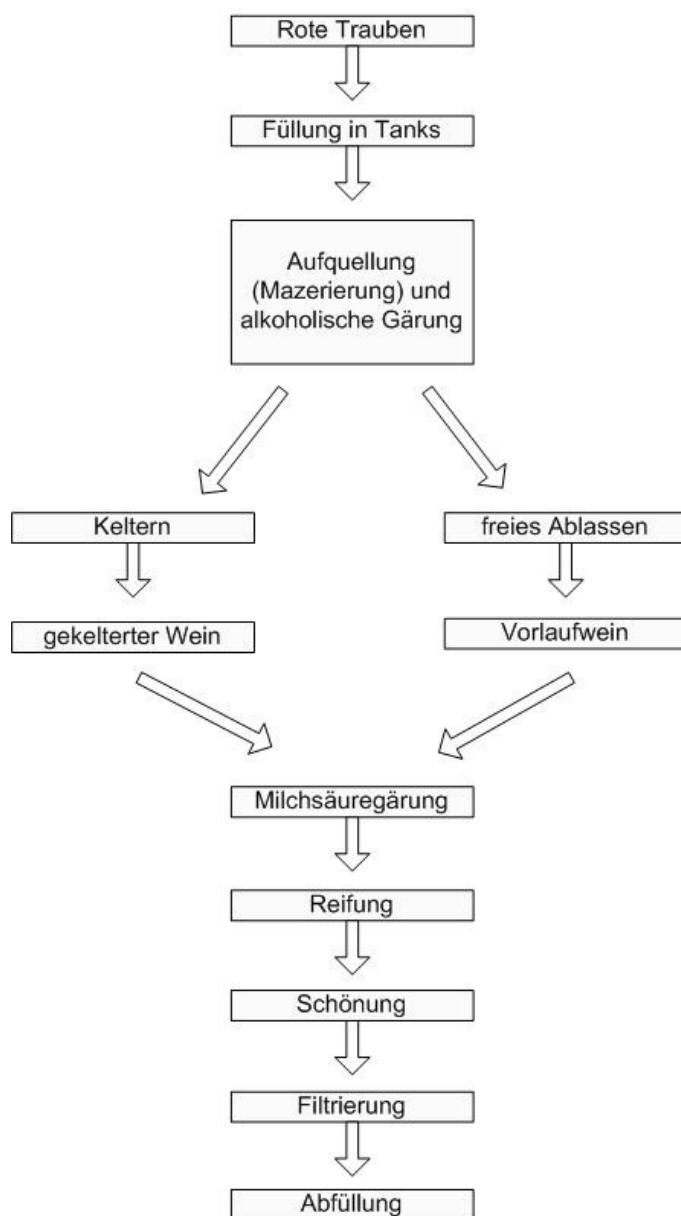 Rote Trauben
Füllung in Tanks
Aufquellung
(Mazerierung) und
alkoholische Gärung
Keltern
freies Ablassen
gekelterter Wein
Vorlaufwein
Milchsäuregärung
Reifung
Schönung
Filtrierung
Abfüllung